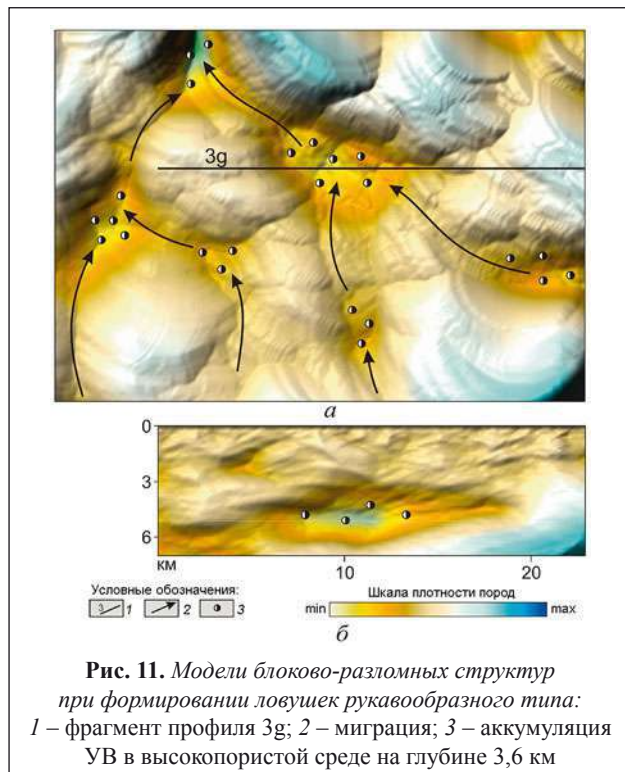 3g
а
0
3
6
км
10
20
Условные обозначения:
3 1 2 3
Шкала плотности пород
min max
б
Рис. 11. Модели блоково-разломных структур
при формировании ловушек рукавообразного типа:
1 – фрагмент профиля 3g; 2 – миграция; 3 – аккумуляция
УВ в высокопористой среде на глубине 3,6 км